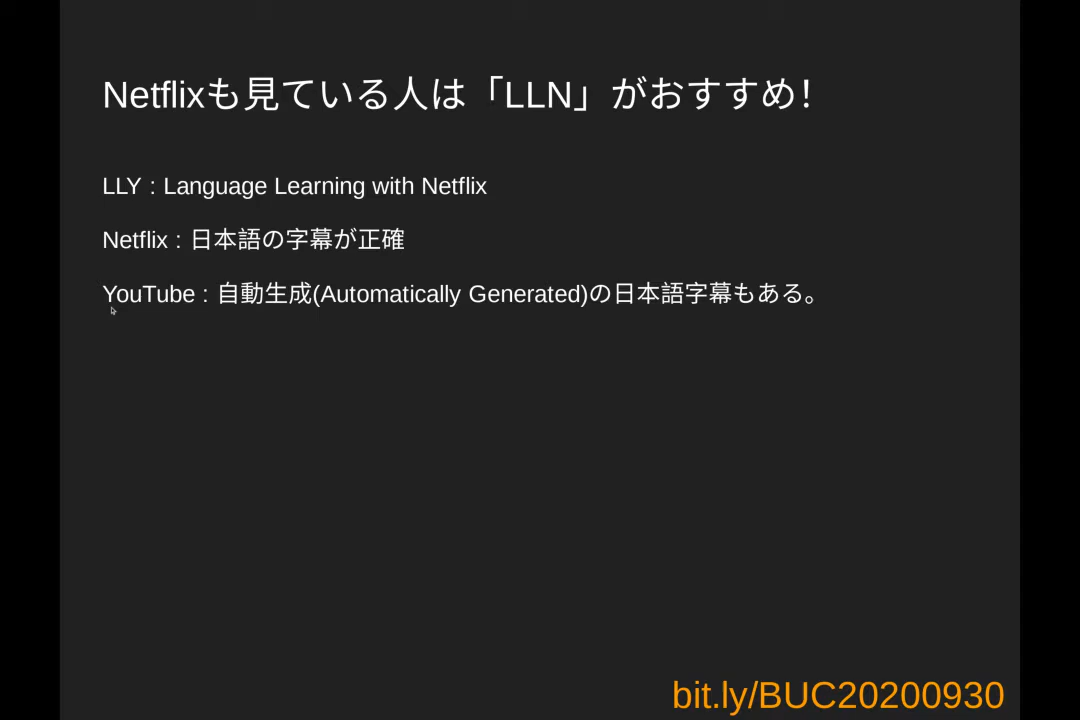 Netflixも見ている人は「LLN」がおすすめ！
LLY : Language Learning with Netflix
Netflix : 日本語の字幕が正確
YouTube : 自動生成(Automatically Generated)の日本語字幕もある。
bit.ly/BUC20200930